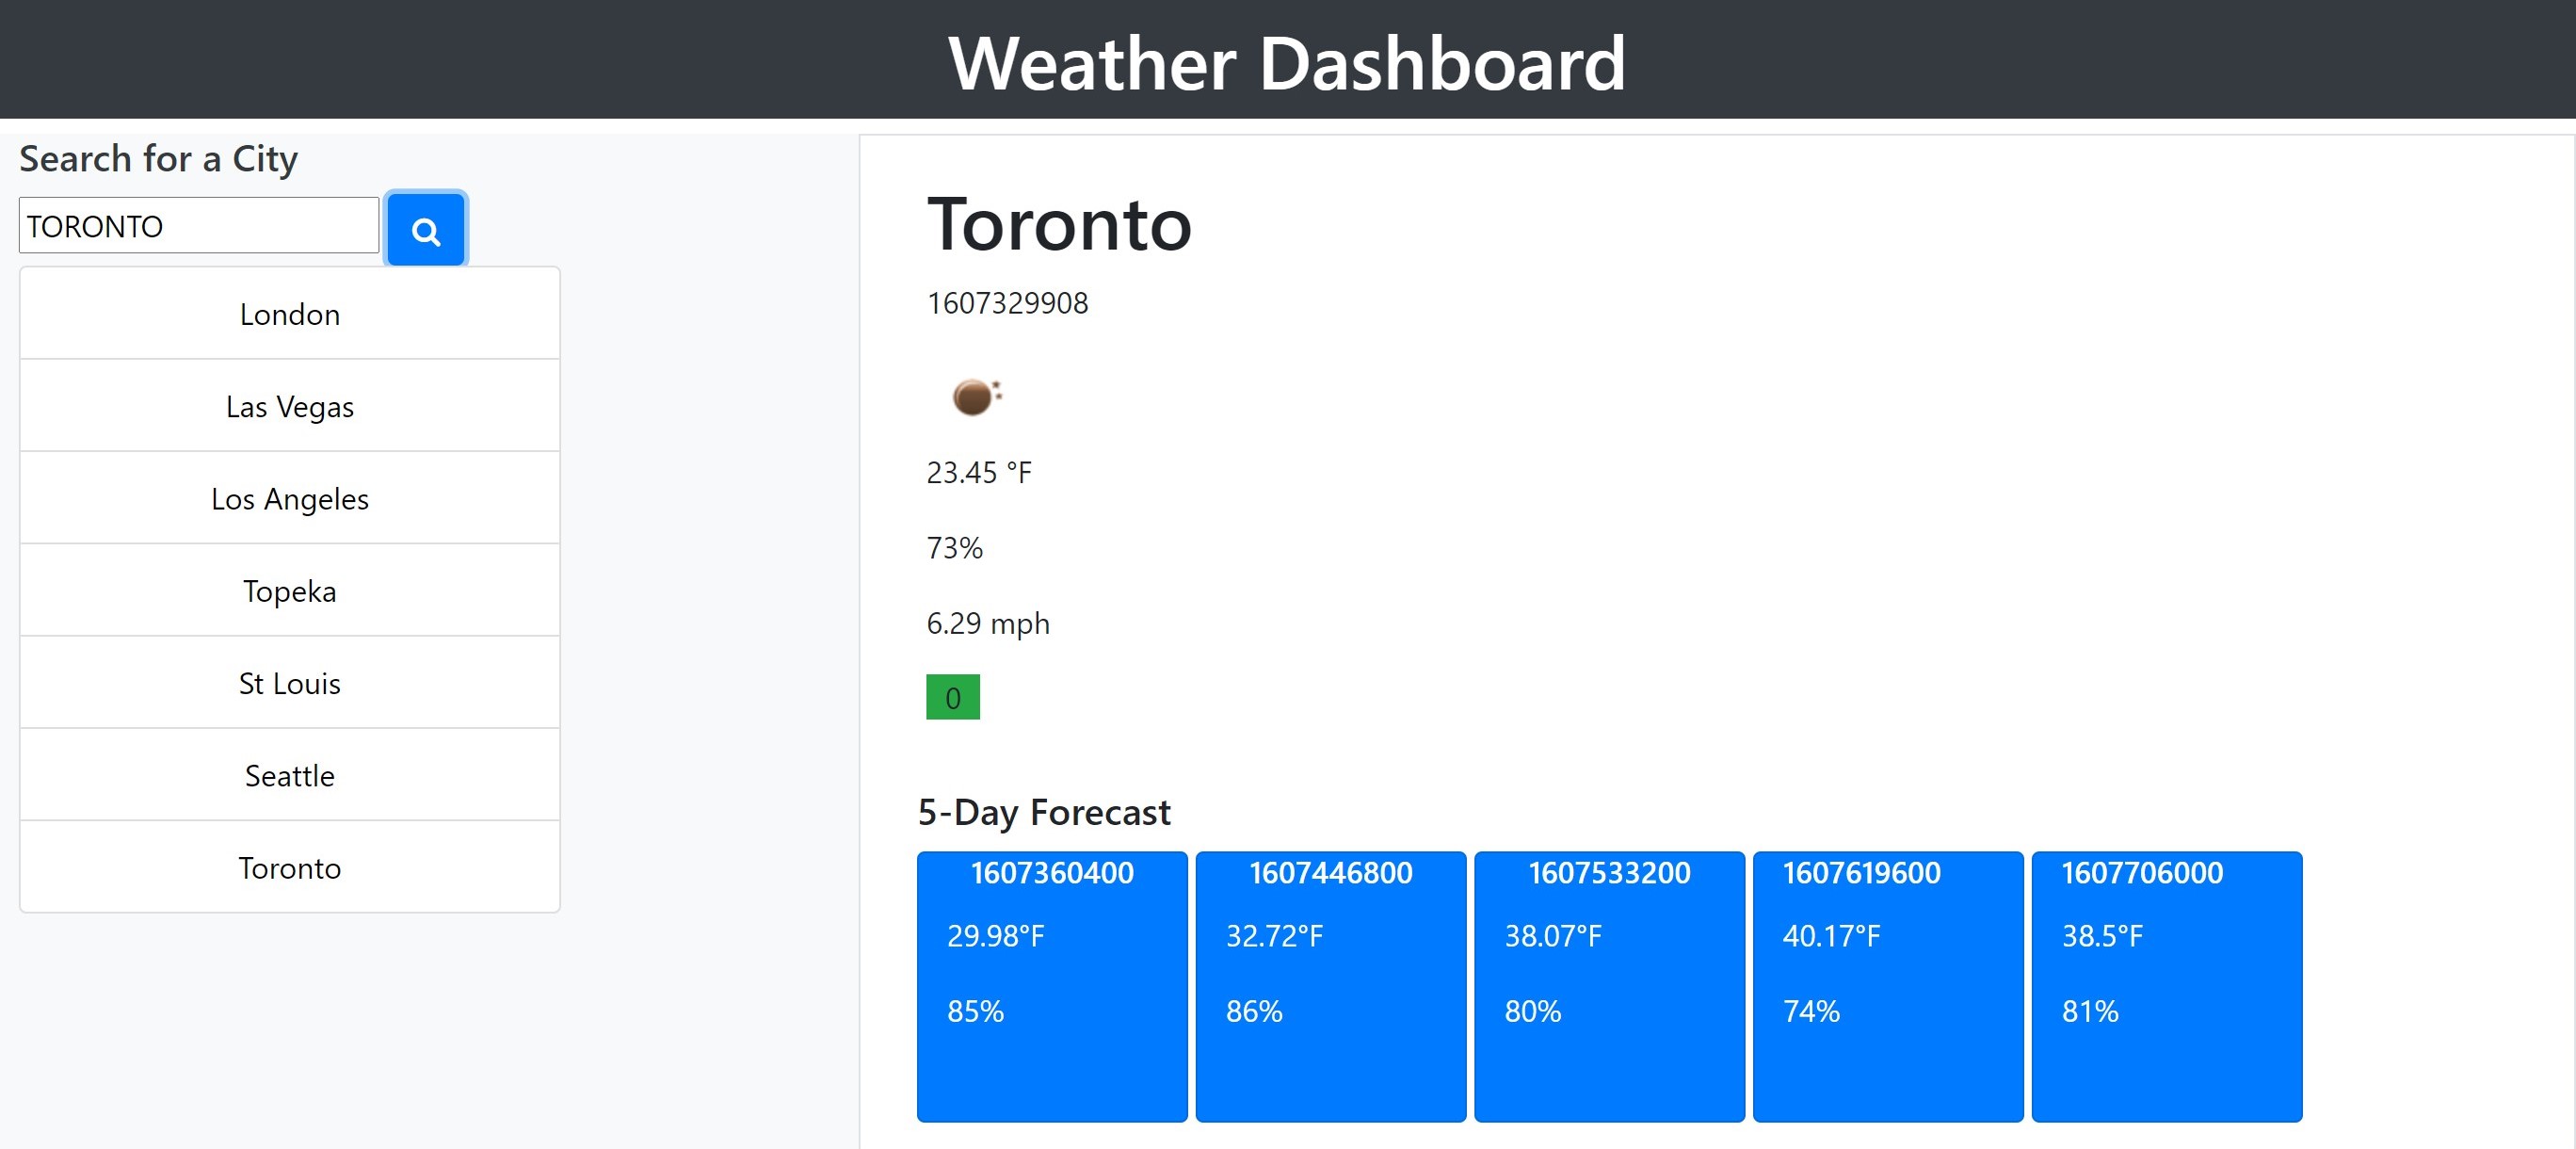 Weather Dashboard
Search for a City
TORONTO
London
Las Vegas
Los Angeles
Topeka
St Louis
Seattle
Toronto
Toronto
1607329908
23.45 °F
73%
6.29 mph
0
5-Day Forecast
1607360400
29.98°F
85%
1607446800
32.72°F
86%
1607533200
38.07°F
80%
1607619600
40.17°F
74%
1607706000
38.5°F
81%